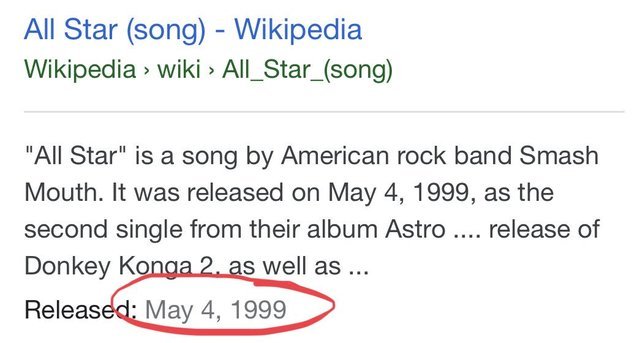 All Star (song) - Wikipedia
Wikipedia › wiki › All_Star_(song)
"All Star" is a song by American rock band Smash
Mouth. It was released on May 4, 1999, as the
second single from their album Astro .... release of
Donkey Konga 2, as well as ...
Released: May 4, 1999